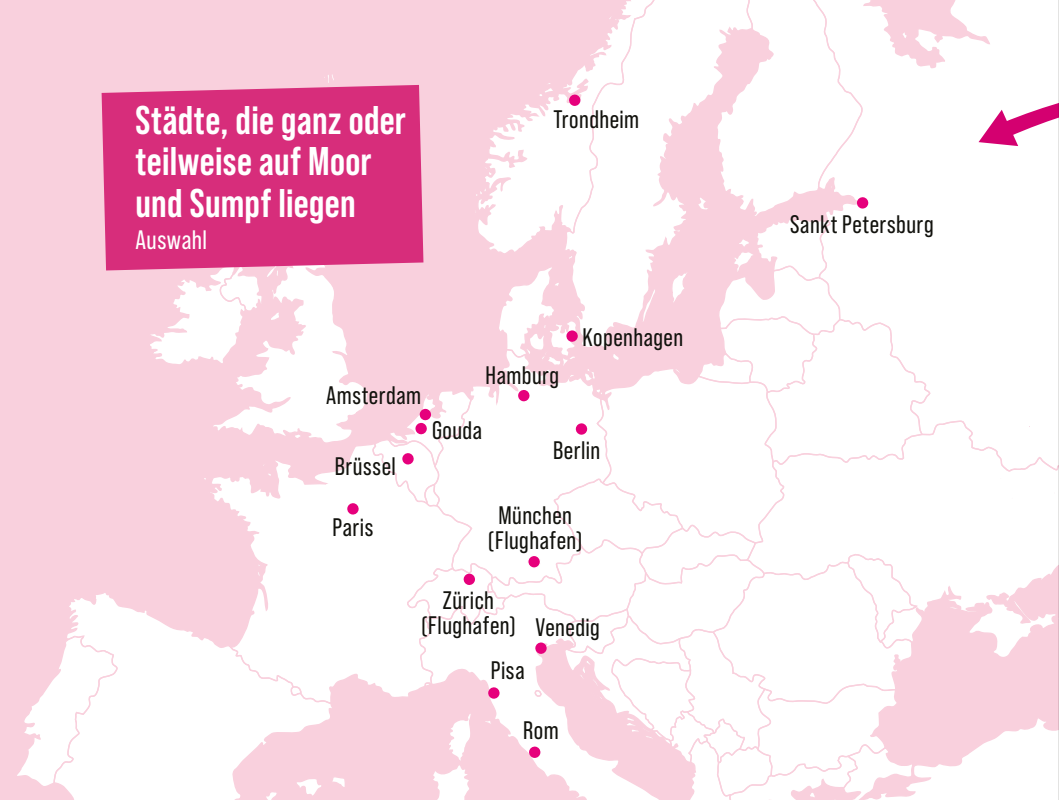 Städte, die ganz oder
teilweise auf Moor
und Sumpf liegen
Auswahl
Trondheim
Sankt Petersburg
Kopenhagen
Hamburg
Amsterdam
Gouda
Berlin
Brüssel
Paris
München
(Flughafen)
Zürich
(Flughafen)
Venedig
Pisa
Rom